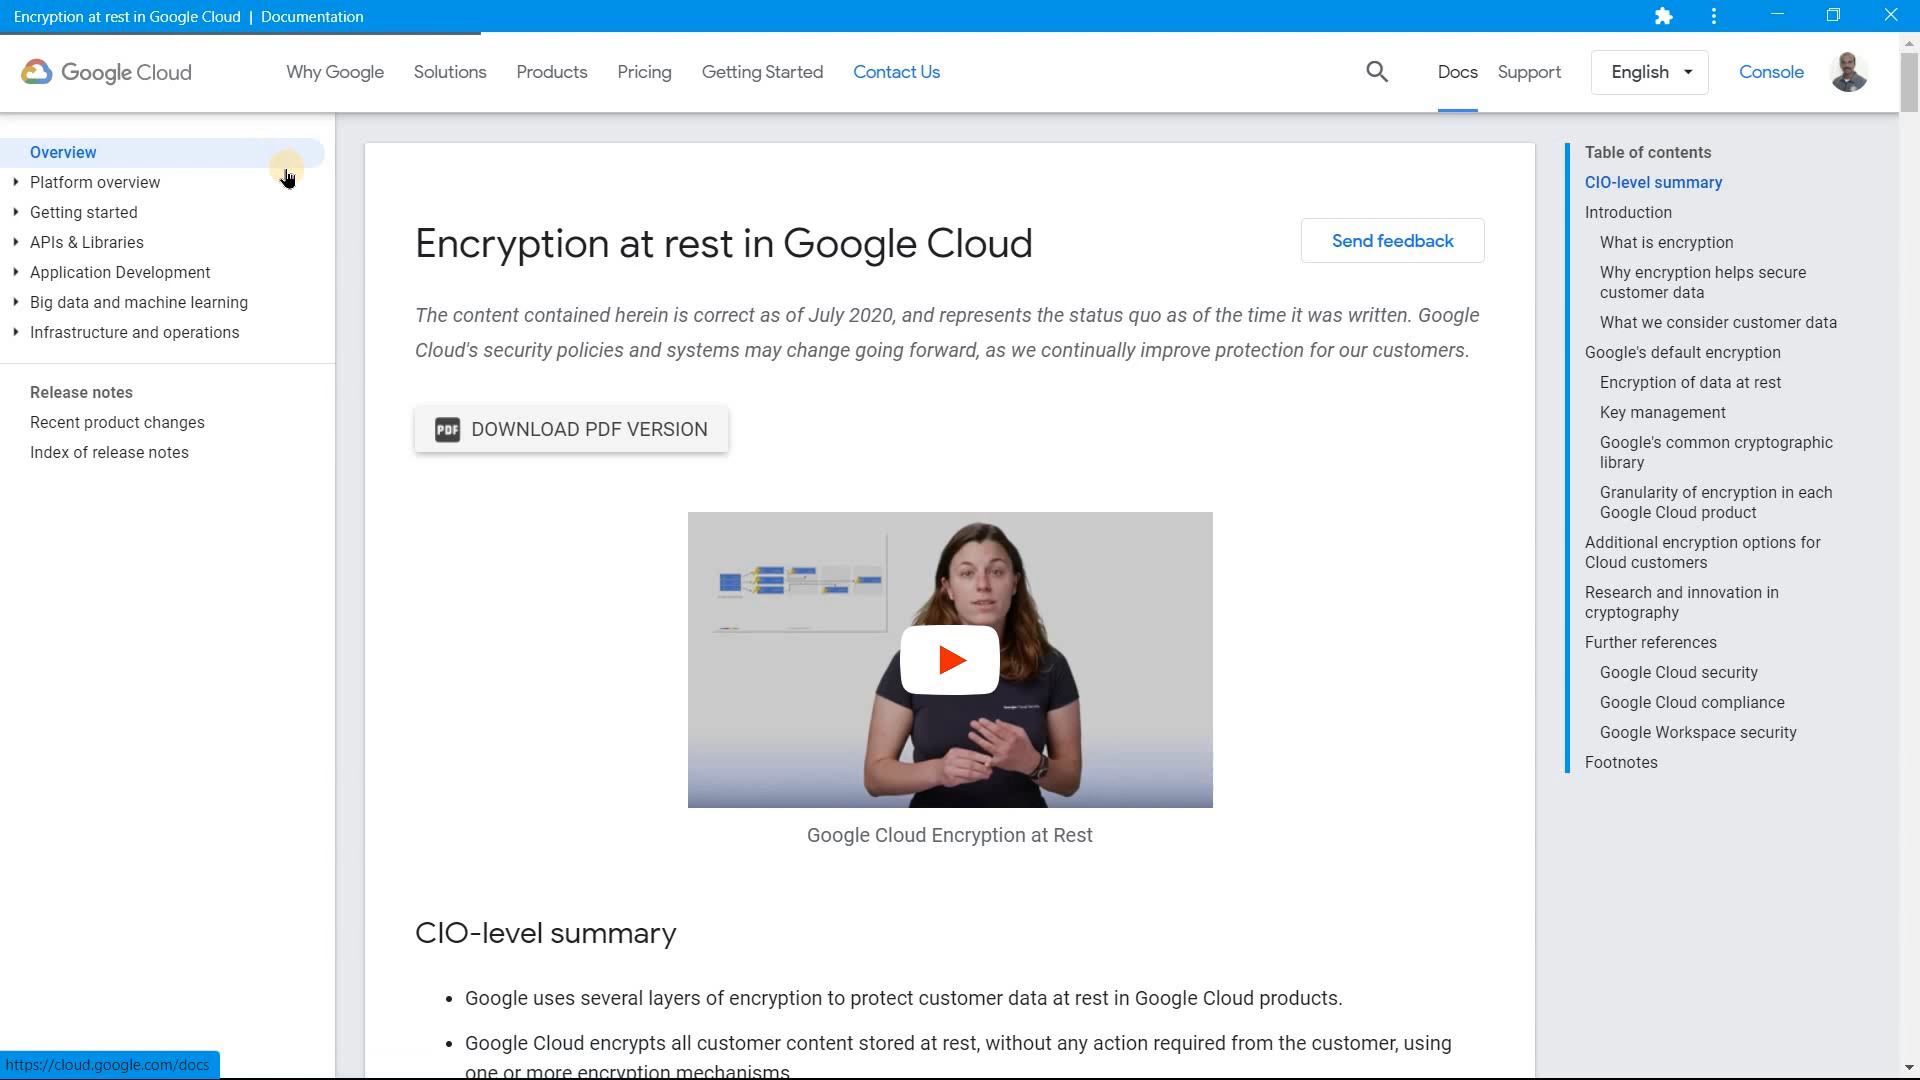 Encryption at rest in Google Cloud | Documentation
Google Cloud
Why Google
Solutions
Products
Pricing
Getting Started
Contact Us
Docs
Support
English
Console
Overview
Platform overview
Getting started
APIs & Libraries
Application Development
Big data and machine learning
Infrastructure and operations
Release notes
Recent product changes
Index of release notes
Encryption at rest in Google Cloud
Send feedback
The content contained herein is correct as of July 2020, and represents the status quo as of the time it was written. Google
Cloud's security policies and systems may change going forward, as we continually improve protection for our customers.
PDF DOWNLOAD PDF VERSION
Google Cloud Encryption at Rest
CIO-level summary
• Google uses several layers of encryption to protect customer data at rest in Google Cloud products.
• Google Cloud encrypts all customer content stored at rest, without any action required from the customer, using
one or more encryption mechanisms
Table of contents
CIO-level summary
Introduction
What is encryption
Why encryption helps secure
customer data
What we consider customer data
Google's default encryption
Encryption of data at rest
Key management
Google's common cryptographic
library
Granularity of encryption in each
Google Cloud product
Additional encryption options for
Cloud customers
Research and innovation in
cryptography
Further references
Google Cloud security
Google Cloud compliance
Google Workspace security
Footnotes
https://cloud.google.com/docs